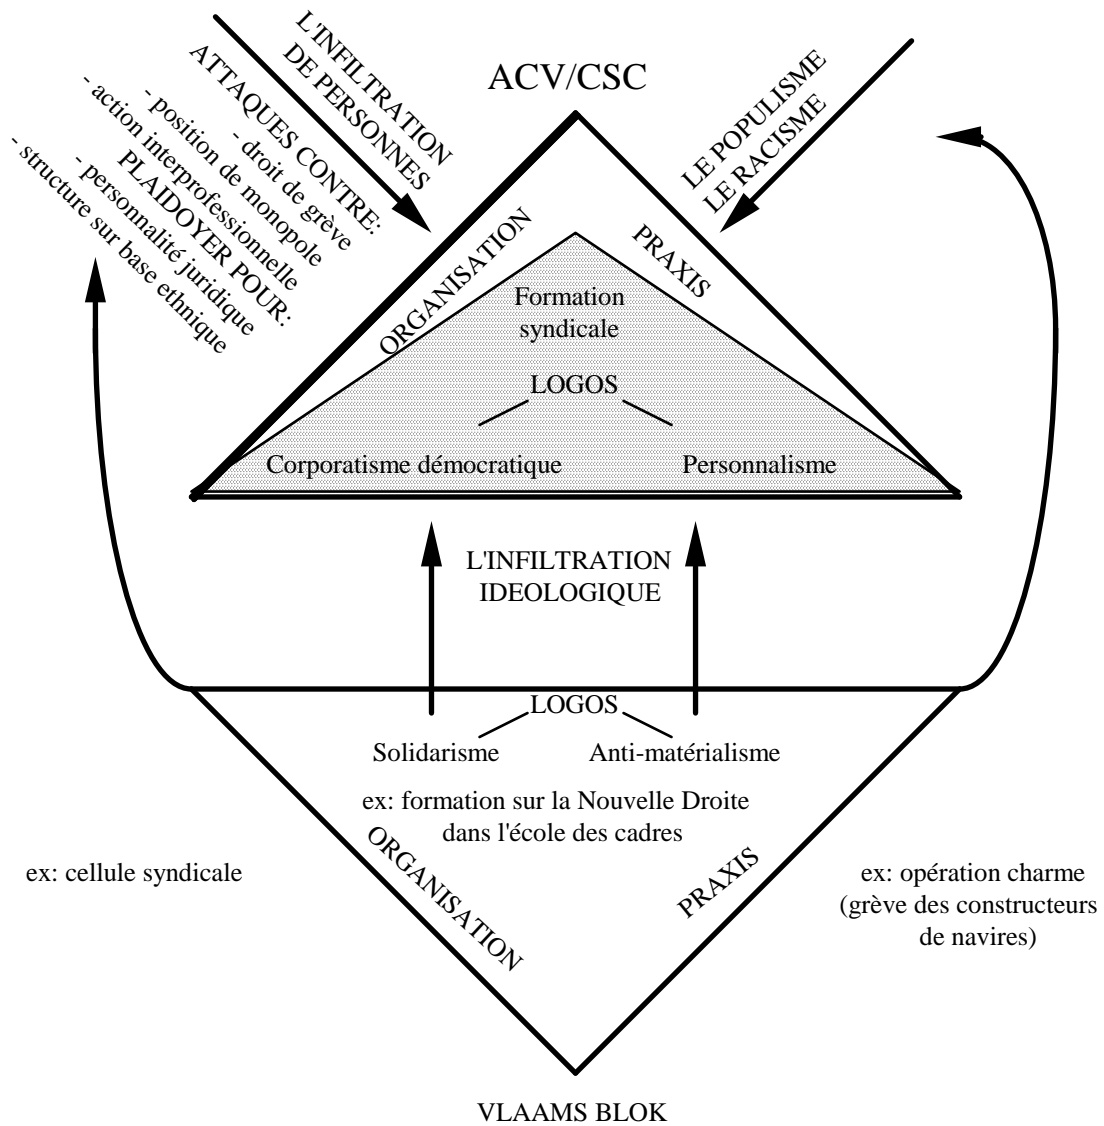 L'INFILTRATION
DE PERSONNES
ATTAQUES CONTRE:
- droit de grève
- position de monopole
- action interprofessionnelle
PLAIDOYER POUR:
- personnalité juridique
- structure sur base ethnique
ACV/CSC
LE POPULISME
LE RACISME
ORGANISATION
PRAXIS
Formation
syndicale
LOGOS
Corporatisme démocratique
Personnalisme
L'INFILTRATION
IDEOLOGIQUE
LOGOS
Solidarisme
Anti-matérialisme
ex: formation sur la Nouvelle Droite
dans l'école des cadres
ORGANISATION
PRAXIS
ex: cellule syndicale
ex: opération charme
(grève des constructeurs
de navires)
VLAAMS BLOK